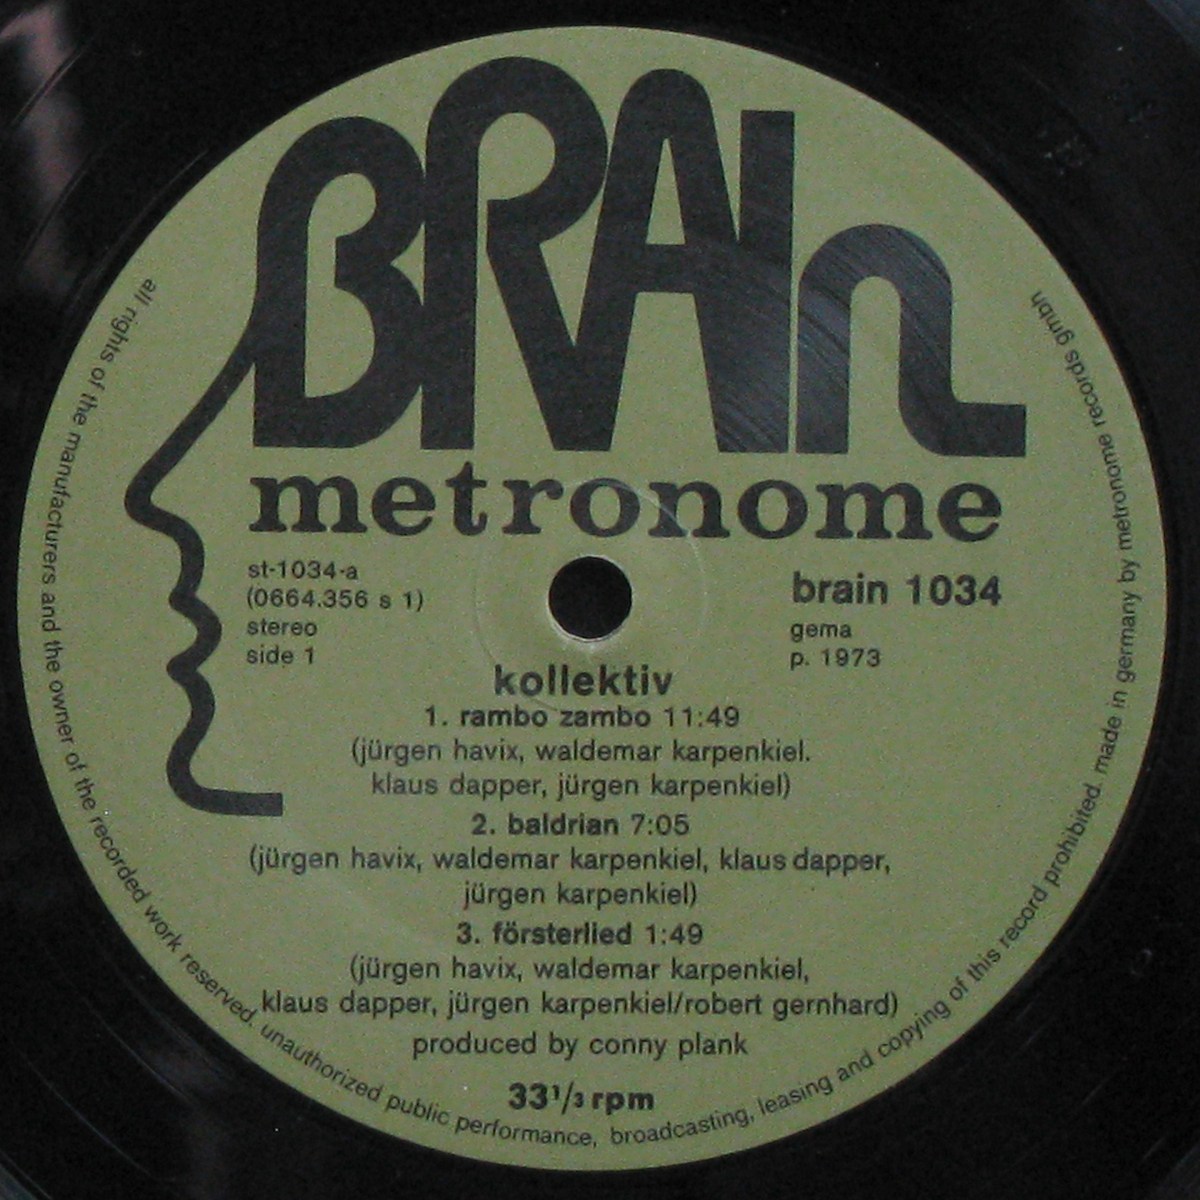 BRAIn
metronome
st-1034-a
(0664.356 s 1)
stereo
side 1
brain 1034
gema
p. 1973
kollektiv
1. rambo zambo 11:49
(jürgen havix, waldemar karpenkiel.
klaus dapper, jürgen karpenkiel)
2. baldrian 7:05
(jürgen havix, waldemar karpenkiel, klaus dapper,
jürgen karpenkiel)
3. försterlied 1:49
(jürgen havix, waldemar karpenkiel,
klaus dapper, jürgen karpenkiel/robert gernhard)
produced by conny plank
33 1/3 rpm
all rights of the manufacturers and the owner of the recorded work reserved. unauthorized public performance, broadcasting, leasing and copying of this record prohibited. made in germany by metronome records gmbh